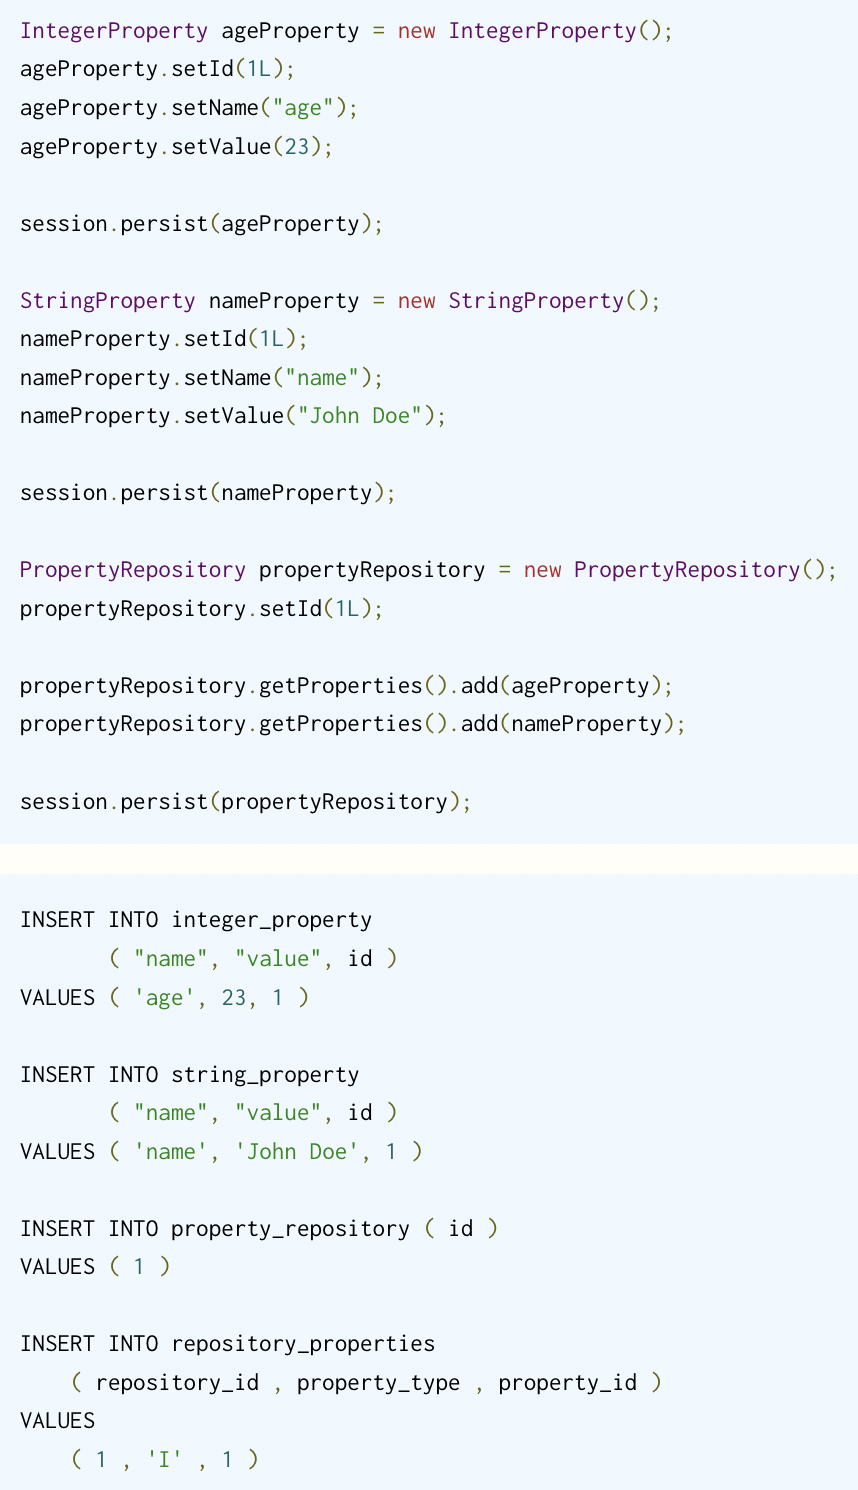 IntegerProperty ageProperty = new IntegerProperty();
ageProperty.setId(1L);
ageProperty.setName("age");
ageProperty.setValue(23);
session.persist(ageProperty);
StringProperty nameProperty = new StringProperty();
nameProperty.setId(1L);
nameProperty.setName("name");
nameProperty.setValue("John Doe");
session.persist(nameProperty);
PropertyRepository propertyRepository = new PropertyRepository();
propertyRepository.setId(1L);
propertyRepository.getProperties().add(ageProperty);
propertyRepository.getProperties().add(nameProperty);
session.persist(propertyRepository);
INSERT INTO integer_property
( "name", "value", id )
VALUES ( 'age', 23, 1 )
INSERT INTO string_property
( "name", "value", id )
VALUES ( 'name', 'John Doe', 1 )
INSERT INTO property_repository ( id )
VALUES ( 1 )
INSERT INTO repository_properties
( repository_id , property_type , property_id )
VALUES
( 1 , 'I' , 1 )